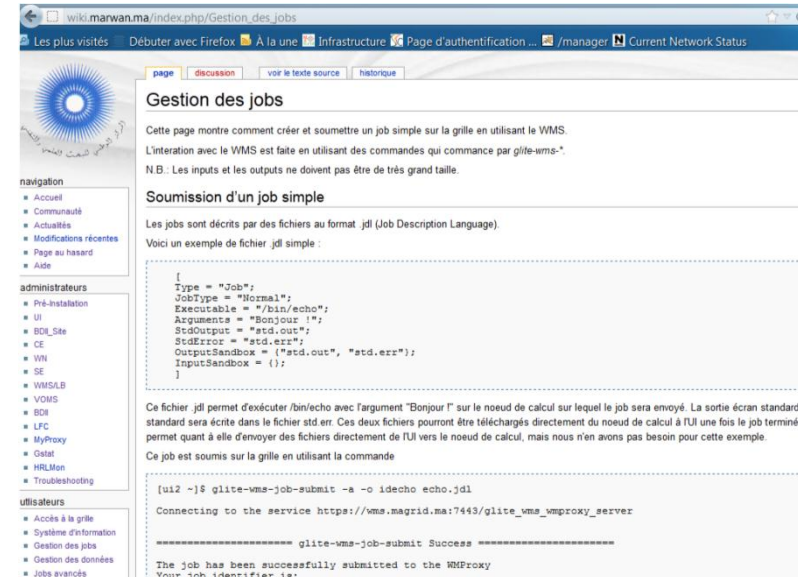 wiki.marwan.ma/index.php/Gestion_des_jobs
Les plus visités Débuter avec Firefox À la une Infrastructure Page d'authentification ... /manager Current Network Status
page discussion voir le texte source historique
Gestion des jobs
Cette page montre comment créer et soumettre un job simple sur la grille en utilisant le WMS.
L'interation avec le WMS est faite en utilisant des commandes qui commance par glite-wms-*.
N.B.: Les inputs et les outputs ne doivent pas être de très grand taille.
navigation
Accueil
Communauté
Actualités
Modifications récentes
Page au hasard
Aide
administrateurs
Pré-Installation
UI
BDII_Site
CE
WN
SE
WMS/LB
VOMS
BDII
LFC
MyProxy
Gstat
HRLMon
Troubleshooting
utlisateurs
Accès à la grille
Système d'information
Gestion des jobs
Gestion des données
Jobs avancés
Soumission d'un job simple
Les jobs sont décrits par des fichiers au format .jdl (Job Description Language).
Voici un exemple de fichier .jdl simple :
[
Type = "Job";
JobType = "Normal";
Executable = "/bin/echo";
Arguments = "Bonjour !";
StdOutput = "std.out";
StdError = "std.err";
OutputSandbox = {"std.out", "std.err"};
InputSandbox = {};
]
Ce fichier .jdl permet d'exécuter /bin/echo avec l'argument "Bonjour !" sur le noeud de calcul sur lequel le job sera envoyé. La sortie écran standard
standard sera écrite dans le fichier std.err. Ces deux fichiers pourront être téléchargés directement du noeud de calcul à l'UI une fois le job terminé
permet quant à elle d'envoyer des fichiers directement de l'UI vers le noeud de calcul, mais nous n'en avons pas besoin pour cette exemple.
Ce job est soumis sur la grille en utilisant la commande
[ui2 ~]$ glite-wms-job-submit -a -o idecho echo.jdl
Connecting to the service https://wms.magrid.ma:7443/glite_wms_wmproxy_server
====================== glite-wms-job-submit Success ======================
The job has been successfully submitted to the WMProxy
Your job identifier is: